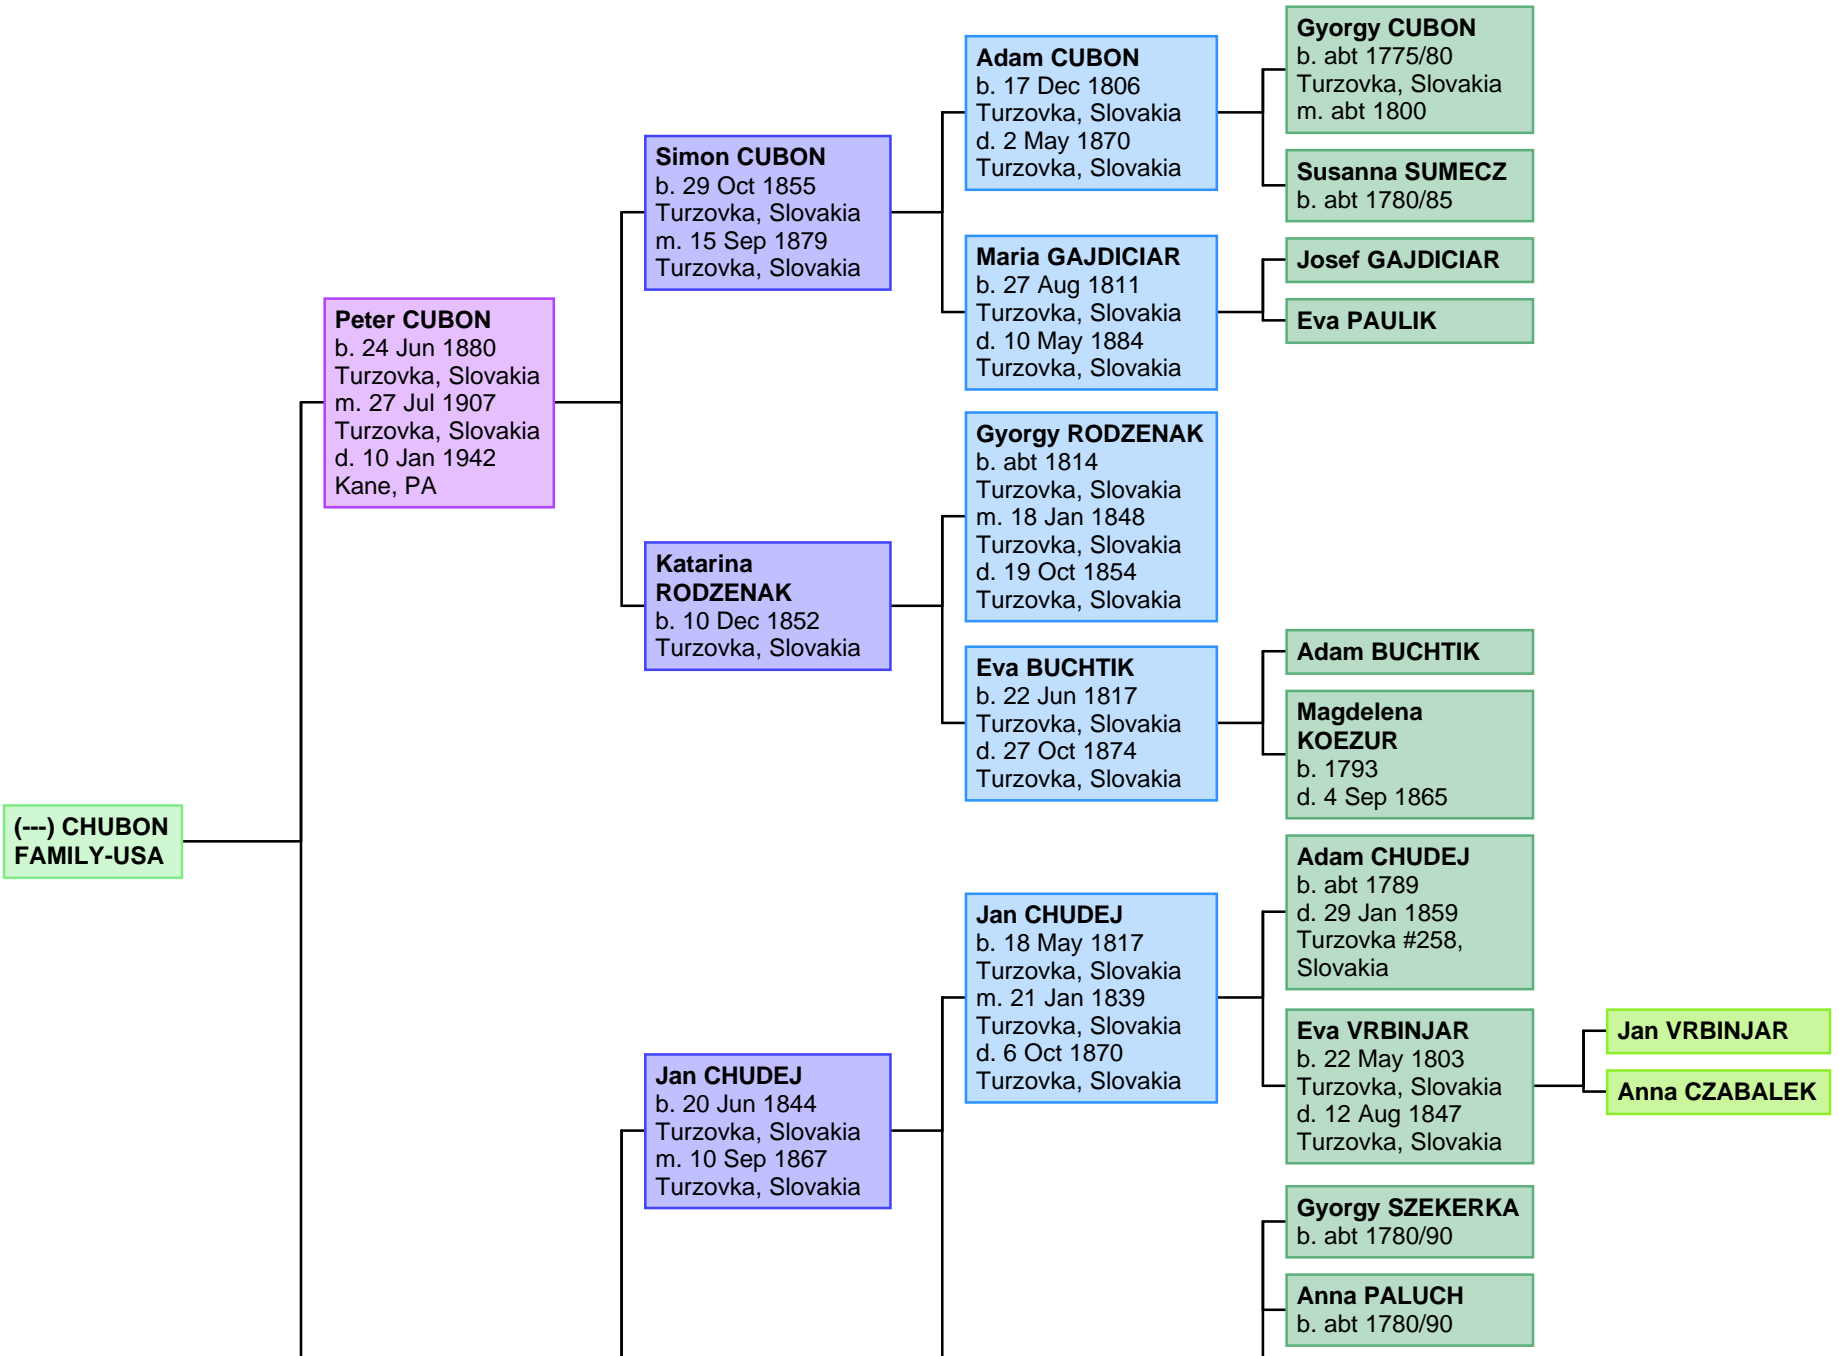 Gyorgy CUBON
b. abt 1775/80
Turzovka, Slovakia
m. abt 1800
Adam CUBON
b. 17 Dec 1806
Turzovka, Slovakia
d. 2 May 1870
Turzovka, Slovakia
Susanna SUMECZ
b. abt 1780/85
Simon CUBON
b. 29 Oct 1855
Turzovka, Slovakia
m. 15 Sep 1879
Turzovka, Slovakia
Maria GAJDICIAR
b. 27 Aug 1811
Turzovka, Slovakia
d. 10 May 1884
Turzovka, Slovakia
Josef GAJDICIAR
Eva PAULIK
Peter CUBON
b. 24 Jun 1880
Turzovka, Slovakia
m. 27 Jul 1907
Turzovka, Slovakia
d. 10 Jan 1942
Kane, PA
Gyorgy RODZENAK
b. abt 1814
Turzovka, Slovakia
m. 18 Jan 1848
Turzovka, Slovakia
d. 19 Oct 1854
Turzovka, Slovakia
Katarina
RODZENAK
b. 10 Dec 1852
Turzovka, Slovakia
Eva BUCHTIK
b. 22 Jun 1817
Turzovka, Slovakia
d. 27 Oct 1874
Turzovka, Slovakia
Adam BUCHTIK
Magdelena
KOEZUR
b. 1793
d. 4 Sep 1865
(---) CHUBON
FAMILY-USA
Adam CHUDEJ
b. abt 1789
d. 29 Jan 1859
Turzovka #258,
Slovakia
Jan CHUDEJ
b. 18 May 1817
Turzovka, Slovakia
m. 21 Jan 1839
Turzovka, Slovakia
d. 6 Oct 1870
Turzovka, Slovakia
Eva VRBINJAR
b. 22 May 1803
Turzovka, Slovakia
d. 12 Aug 1847
Turzovka, Slovakia
Jan VRBINJAR
Anna CZABALEK
Jan CHUDEJ
b. 20 Jun 1844
Turzovka, Slovakia
m. 10 Sep 1867
Turzovka, Slovakia
Gyorgy SZEKERKA
b. abt 1780/90
Anna PALUCH
b. abt 1780/90